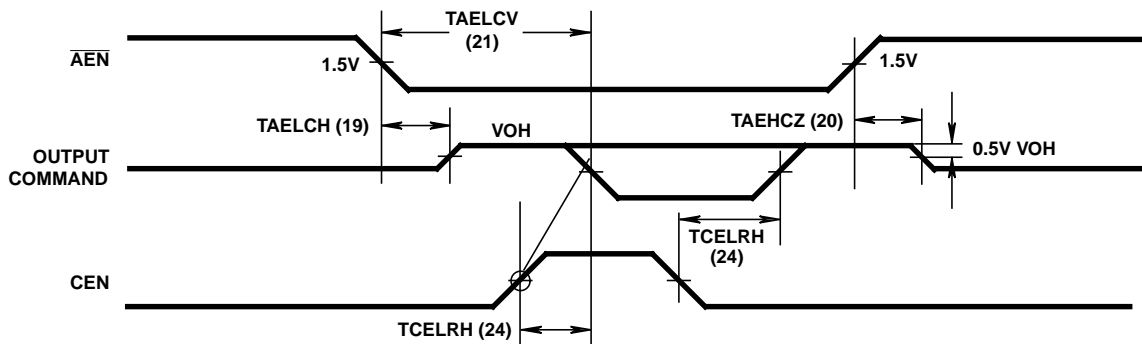 TAELCV
(21)
AEN
1.5V
1.5V
TAELCH (19)
VOH
TAEHCZ (20)
0.5V VOH
OUTPUT
COMMAND
TCELRH
(24)
CEN
TCELRH (24)